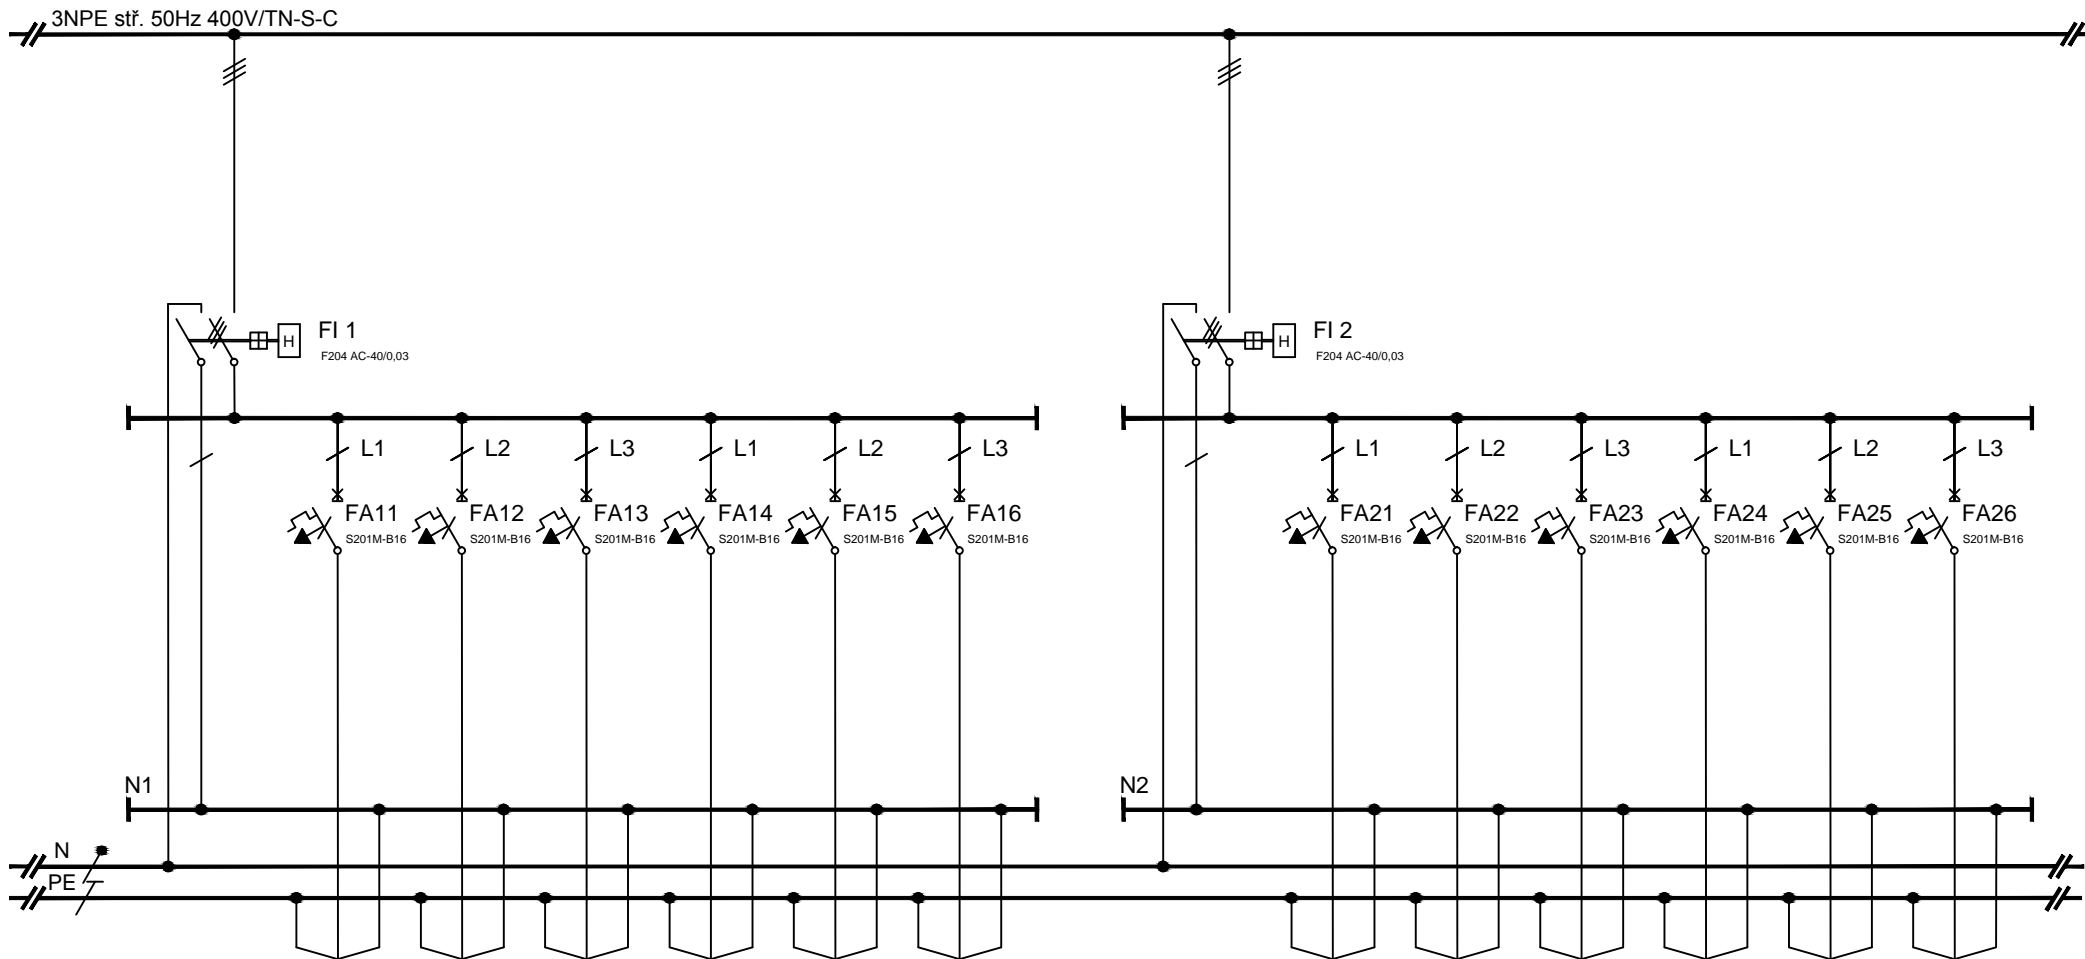 3NPE stř. 50Hz 400V/TN-S-C
H FI 1
F204 AC-40/0,03
H FI 2
F204 AC-40/0,03
L1 L2 L3 L1 L2 L3
L1 L2 L3 L1 L2 L3
FA11 FA12 FA13 FA14 FA15 FA16
S201M-B16 S201M-B16 S201M-B16 S201M-B16 S201M-B16 S201M-B16
FA21 FA22 FA23 FA24 FA25 FA26
S201M-B16 S201M-B16 S201M-B16 S201M-B16 S201M-B16 S201M-B16
N1
N2
N
PE